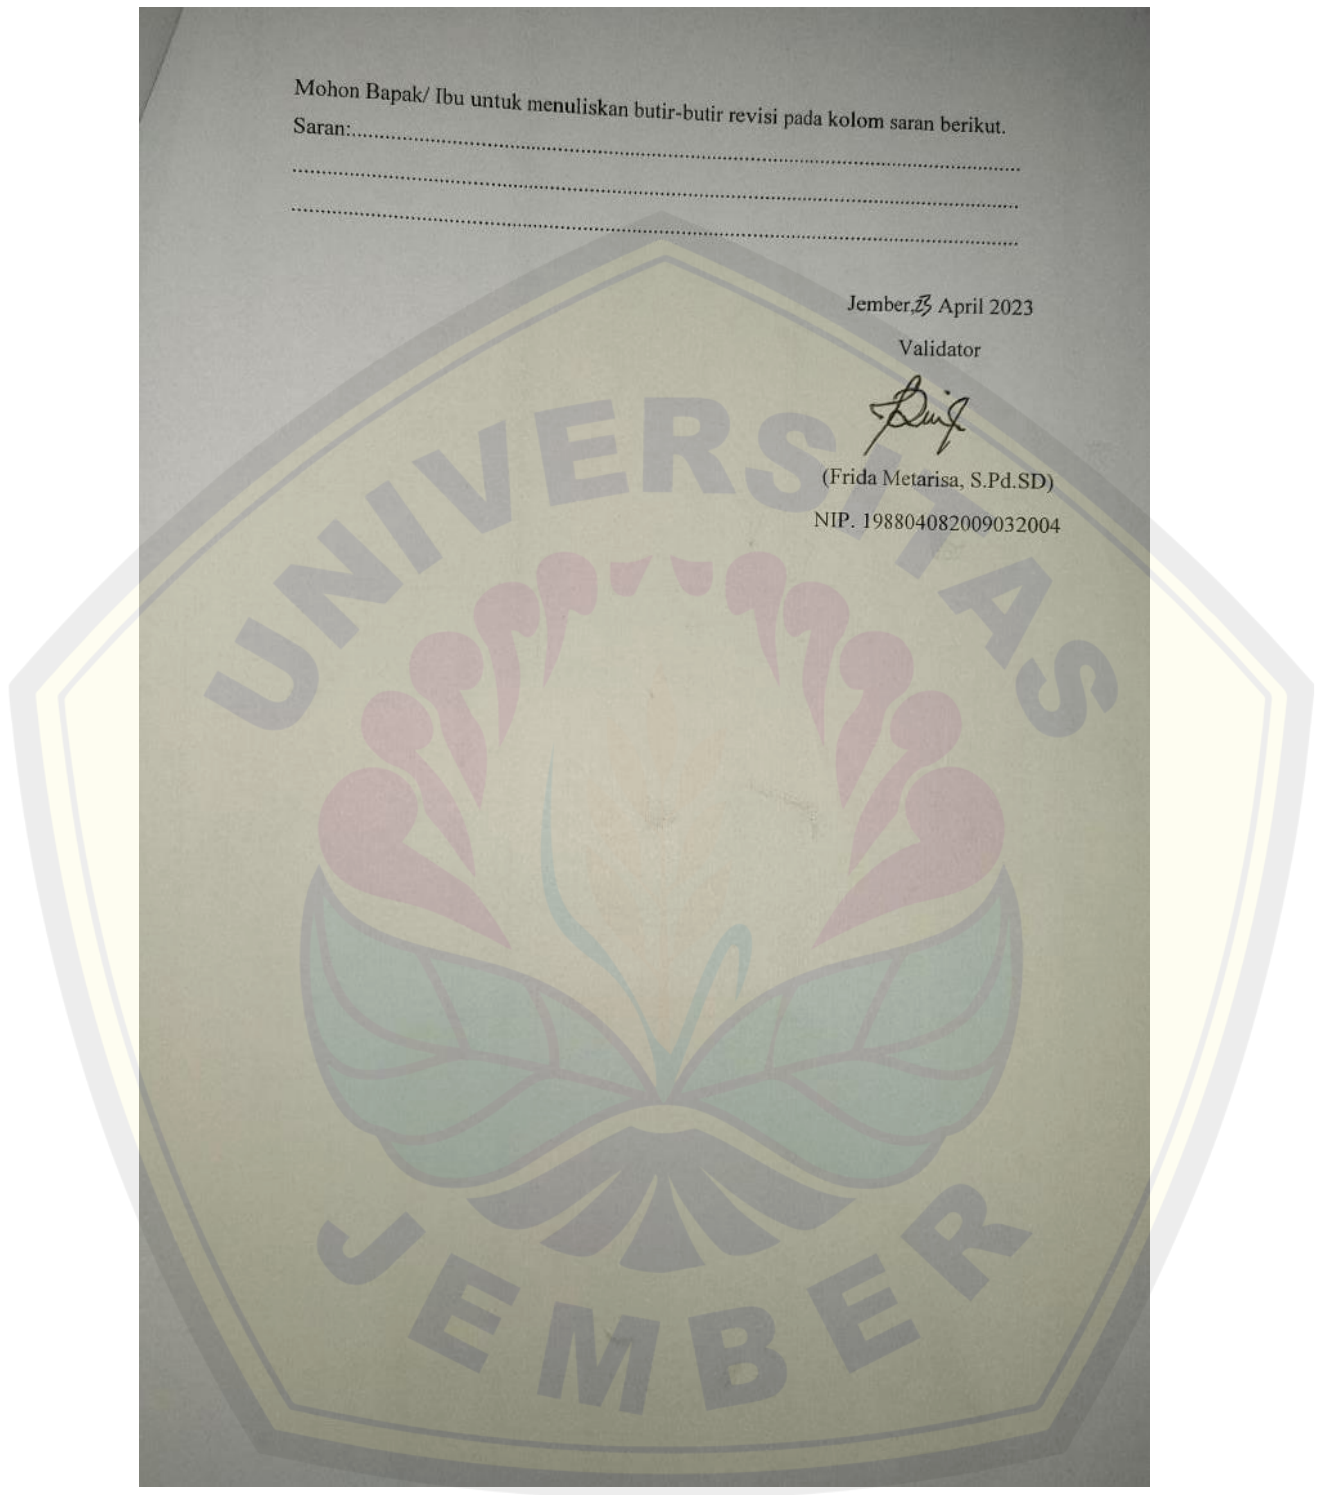 Mohon Bapak/ Ibu untuk menuliskan butir-butir revisi pada kolom saran berikut.
Saran:...............................................................................................
...............................................................................................
...............................................................................................
Jember, April 2023
Validator
(Frida Metarisa, S.Pd.SD)
NIP. 198804082009032004
UNIVERSITAS
JEMBER